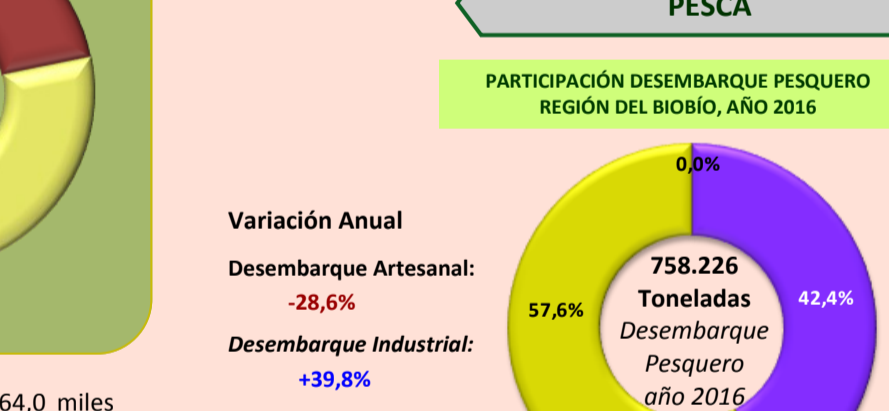 PESCA
PARTICIPACIÓN DESEMBARQUE PESQUERO
REGIÓN DEL BIOBÍO, AÑO 2016
0,0%
Variación Anual
Desembarque Artesanal:
-28,6%
Desembarque Industrial:
+39,8%
57,6%
758.226
Toneladas
Desembarque
Pesquero
año 2016
42,4%
64,0 miles